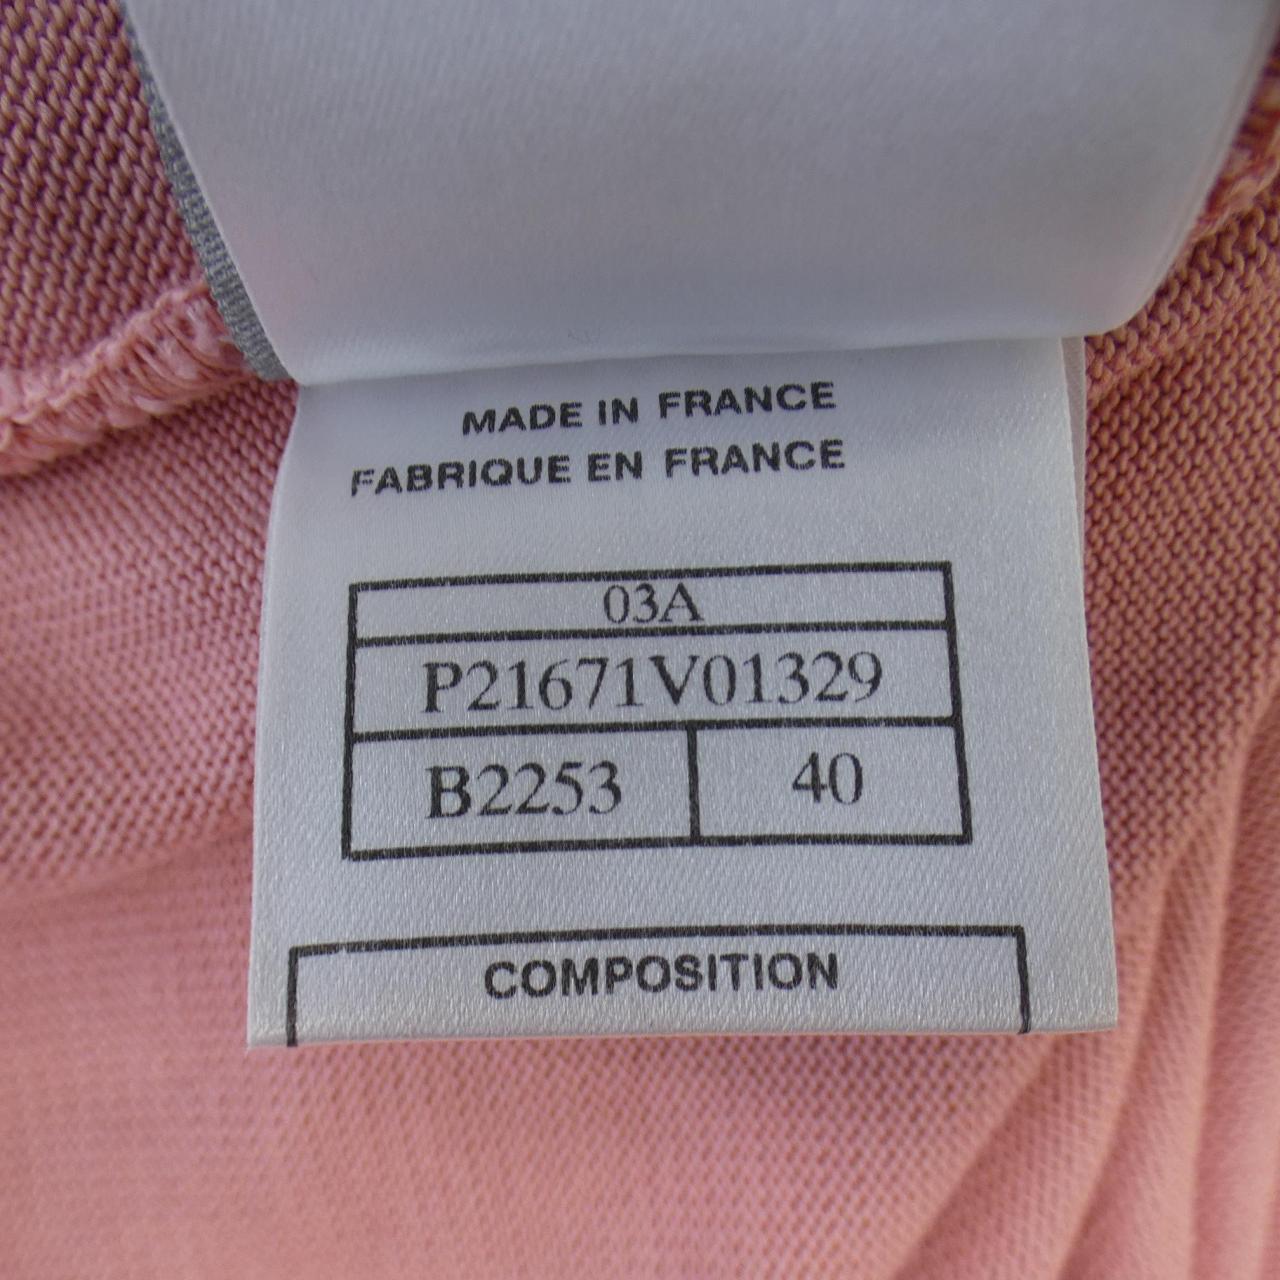 MADE IN FRANCE
FABRIQUE EN FRANCE
03A
P21671V01329
B2253 40
COMPOSITION